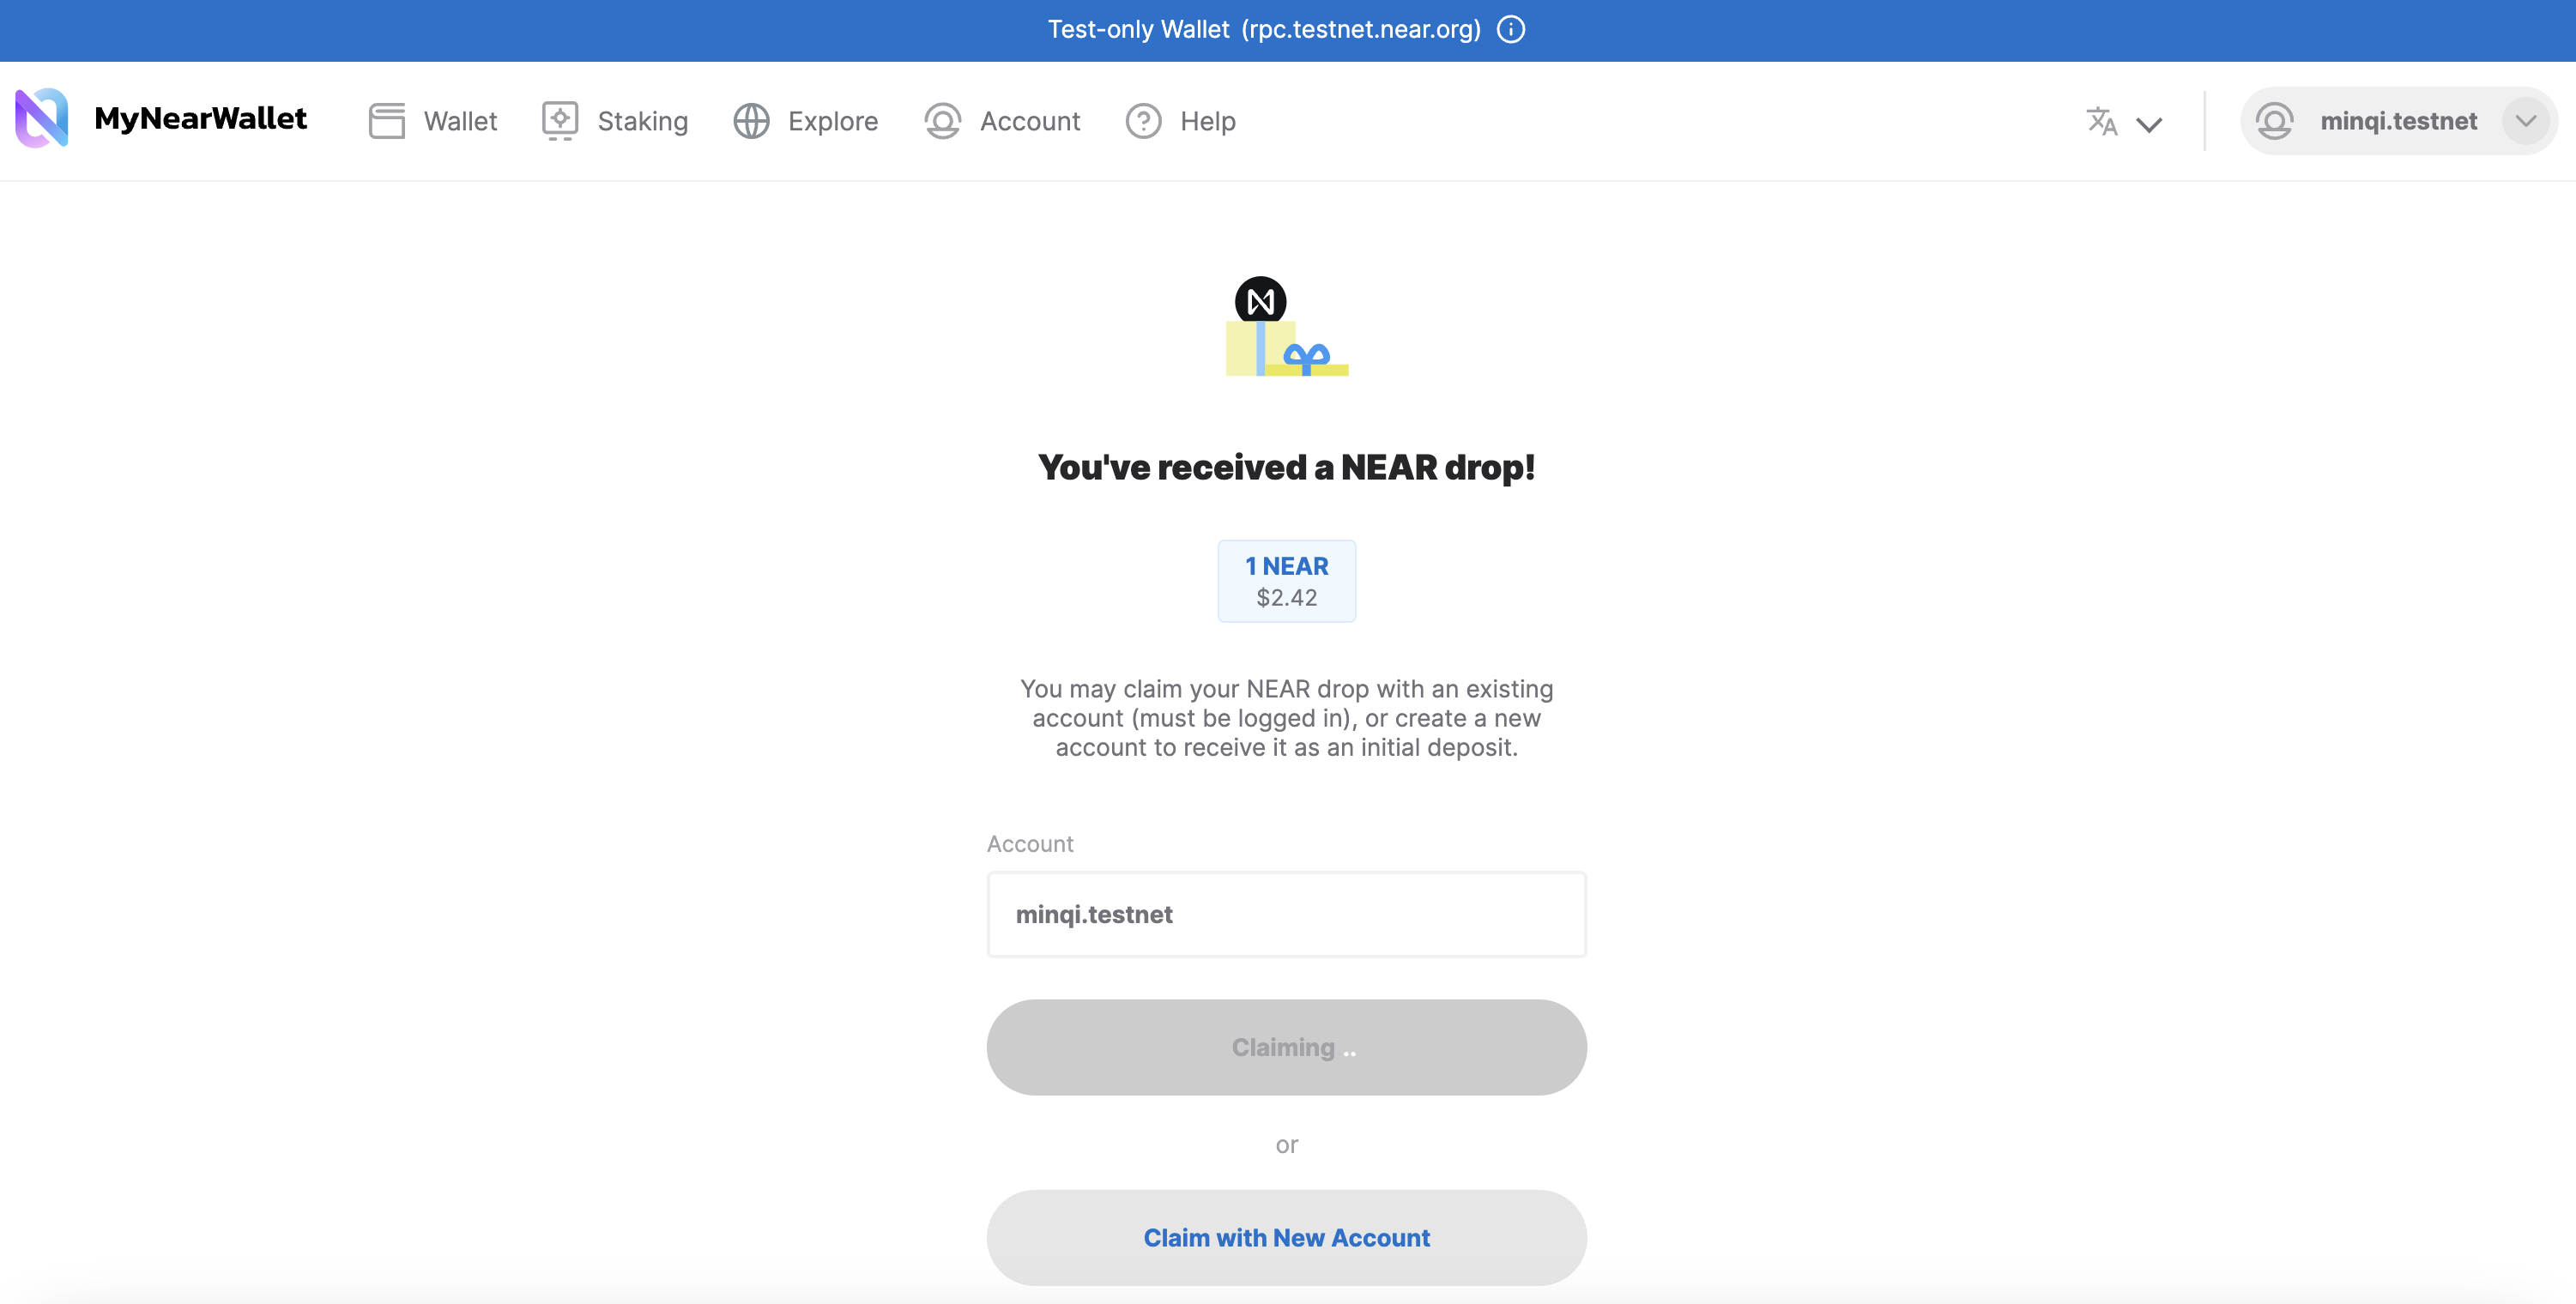 Test-only Wallet (rpc.testnet.near.org)
MyNearWallet
Wallet
Staking
Explore
Account
Help
minqi.testnet
You've received a NEAR drop!
1 NEAR
$2.42
You may claim your NEAR drop with an existing
account (must be logged in), or create a new
account to receive it as an initial deposit.
Account
minqi.testnet
Claiming ..
or
Claim with New Account